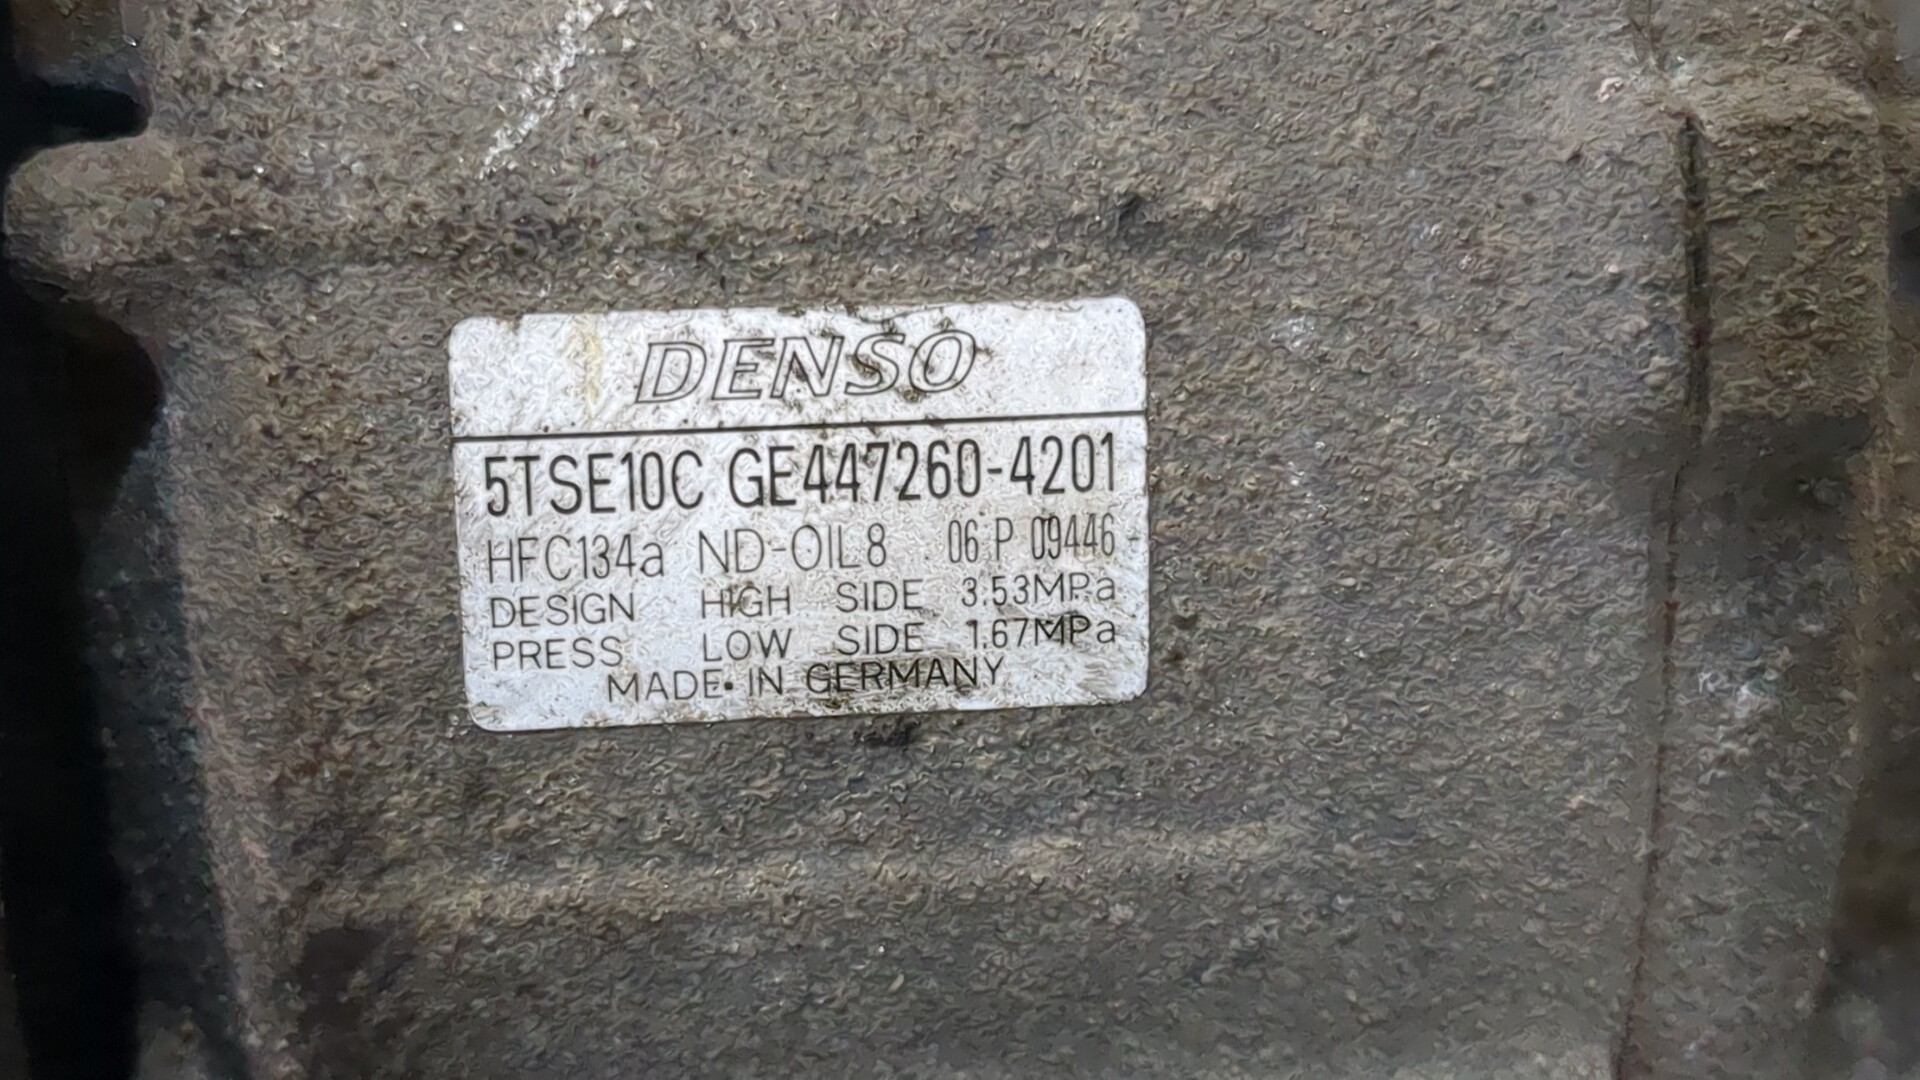 DENSO
5TSE10C GE447260-4201
HFC134a ND-OIL8 06 P 09446
DESIGN HIGH SIDE 3.53MPa
PRESS LOW SIDE 1.67MPa
MADE IN GERMANY